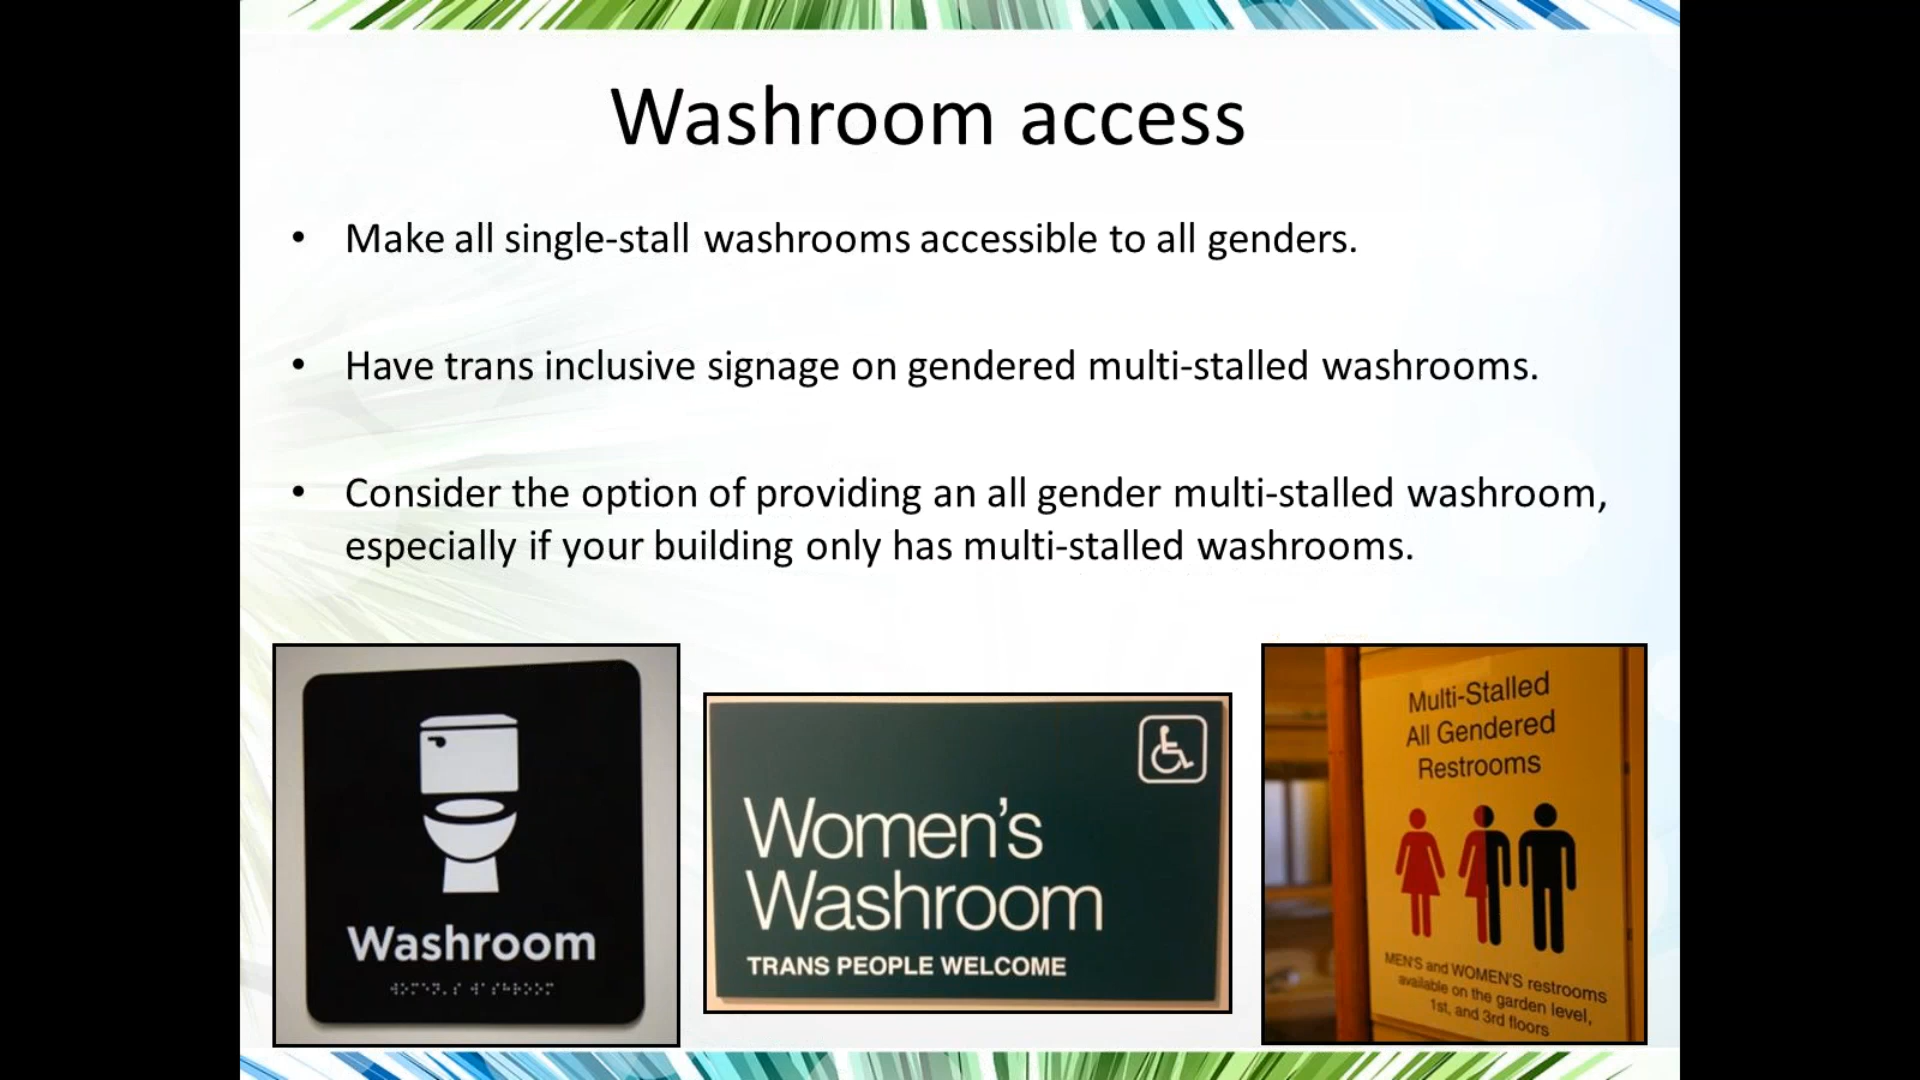 Washroom access
• Make all single-stall washrooms accessible to all genders.
• Have trans inclusive signage on gendered multi-stalled washrooms.
• Consider the option of providing an all gender multi-stalled washroom,
especially if your building only has multi-stalled washrooms.
Washroom
Women's
Washroom
TRANS PEOPLE WELCOME
Multi-Stalled
All Gendered
Restrooms
MEN'S and WOMEN'S restrooms
available on the garden level,
1st, and 3rd floors